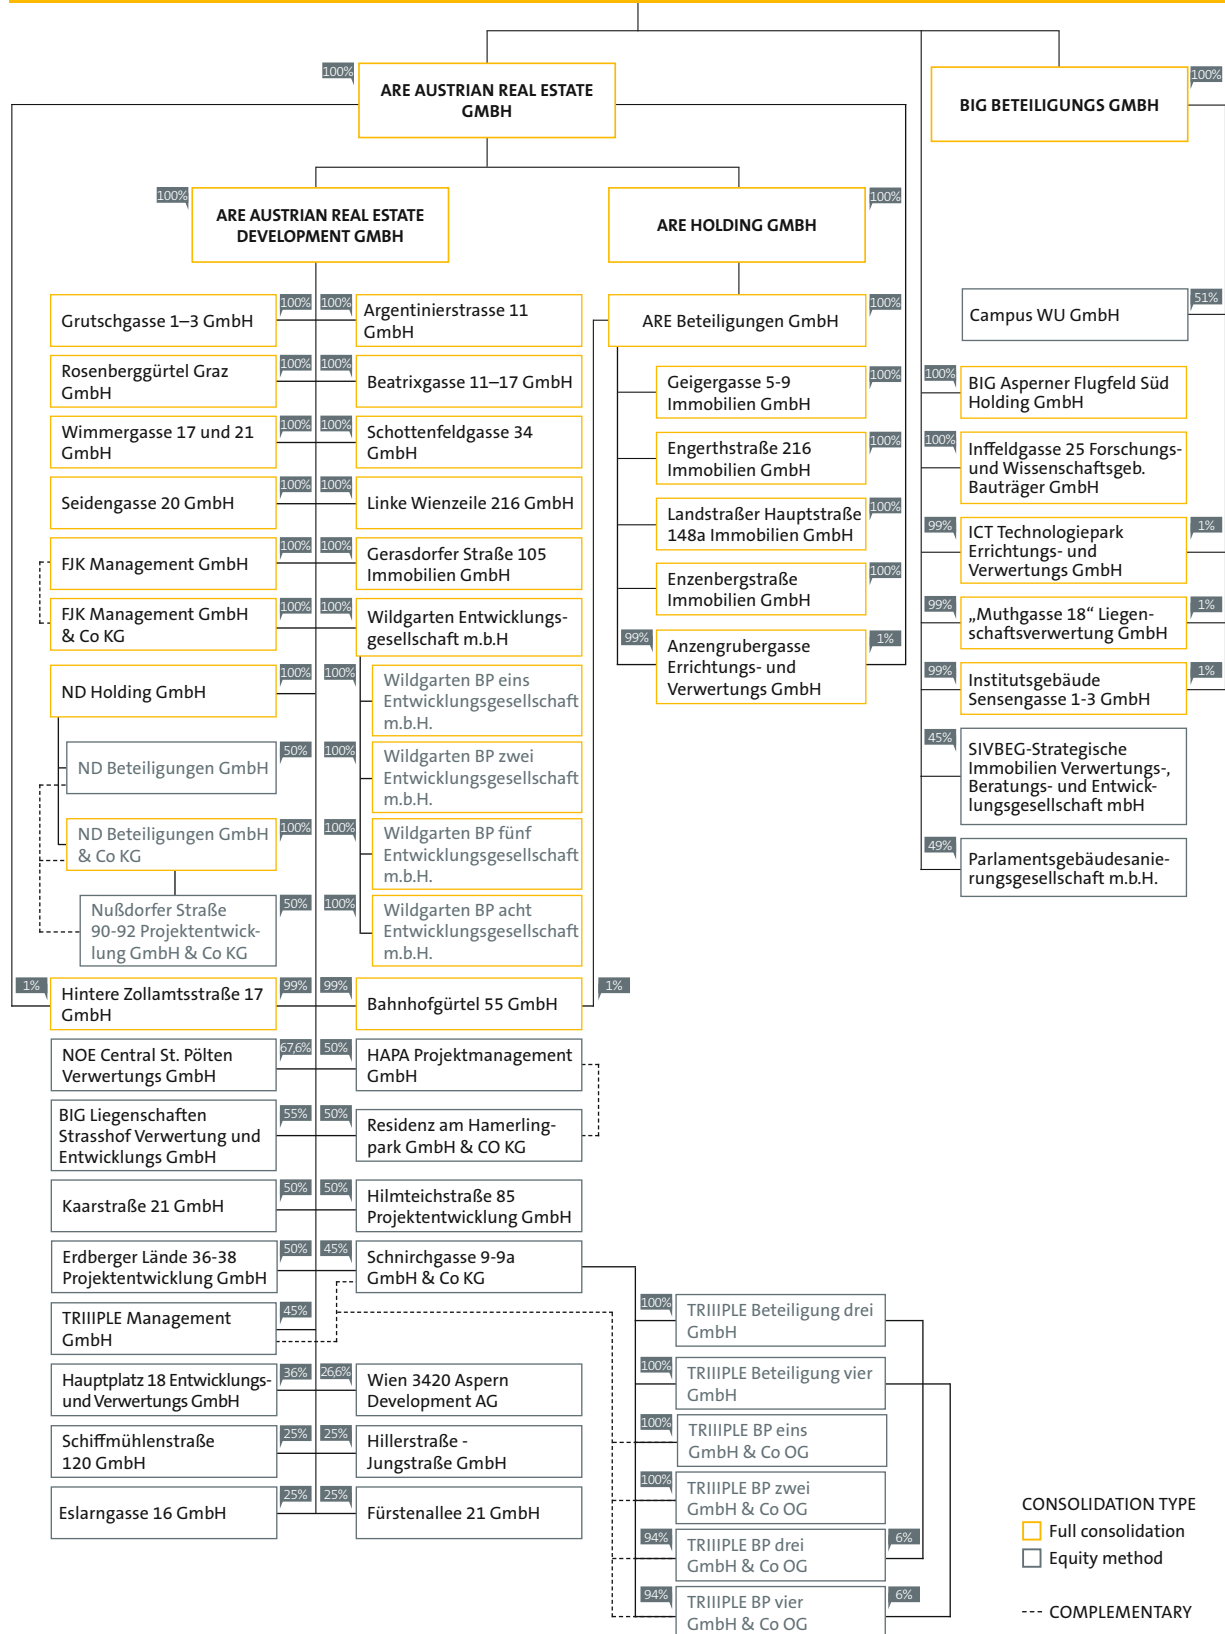 100%
ARE AUSTRIAN REAL ESTATE
GMBH
100%
BIG BETEILIGUNGS GMBH
100%
ARE AUSTRIAN REAL ESTATE
DEVELOPMENT GMBH
100%
ARE HOLDING GMBH
100%
Grutschgasse 1–3 GmbH
100%
100%
Argentinierstrasse 11
GmbH
Rosenberggürtel Graz
GmbH
100%
100%
Beatrixgasse 11–17 GmbH
Wimmergasse 17 und 21
GmbH
100%
100%
Schottenfeldgasse 34
GmbH
Seidengasse 20 GmbH
100%
100%
Linke Wienzeile 216 GmbH
FJK Management GmbH
100%
100%
Gerasdorfer Straße 105
Immobilien GmbH
FJK Management GmbH
& Co KG
100%
100%
Wildgarten Entwicklungs-
gesellschaft m.b.H
ND Holding GmbH
100%
100%
Wildgarten BP eins
Entwicklungsgesellschaft
m.b.H.
ND Beteiligungen GmbH
50%
100%
Wildgarten BP zwei
Entwicklungsgesellschaft
m.b.H.
ND Beteiligungen GmbH
& Co KG
100%
100%
Wildgarten BP fünf
Entwicklungsgesellschaft
m.b.H.
Nußdorfer Straße
90-92 Projektentwick-
lung GmbH & Co KG
50%
100%
Wildgarten BP acht
Entwicklungsgesellschaft
m.b.H.
1%
Hintere Zollamtsstraße 17
GmbH
99%
99%
Bahnhofgürtel 55 GmbH
1%
NOE Central St. Pölten
Verwertungs GmbH
67,6%
50%
HAPA Projektmanagement
GmbH
BIG Liegenschaften
Strasshof Verwertung und
Entwicklungs GmbH
55%
50%
Residenz am Hamerling-
park GmbH & CO KG
Kaarstraße 21 GmbH
50%
50%
Hilmteichstraße 85
Projektentwicklung GmbH
Erdberger Lände 36-38
Projektentwicklung GmbH
50%
45%
Schnirchgasse 9-9a
GmbH & Co KG
TRIIIPLE Management
GmbH
45%
Hauptplatz 18 Entwicklungs-
und Verwertungs GmbH
36%
26,6%
Wien 3420 Aspern
Development AG
Schiffmühlenstraße
120 GmbH
25%
25%
Hillerstraße -
Jungstraße GmbH
Eslarngasse 16 GmbH
25%
25%
Fürstenallee 21 GmbH
ARE Beteiligungen GmbH
100%
Geigergasse 5-9
Immobilien GmbH
100%
Engerthstraße 216
Immobilien GmbH
100%
Landstraßer Hauptstraße
148a Immobilien GmbH
100%
Enzenbergstraße
Immobilien GmbH
100%
99%
Anzengrubergasse
Errichtungs- und
Verwertungs GmbH
1%
100%
TRIIIPLE Beteiligung drei
GmbH
100%
TRIIIPLE Beteiligung vier
GmbH
100%
TRIIIPLE BP eins
GmbH & Co OG
100%
TRIIIPLE BP zwei
GmbH & Co OG
94%
TRIIIPLE BP drei
GmbH & Co OG
6%
94%
TRIIIPLE BP vier
GmbH & Co OG
6%
Campus WU GmbH
51%
100%
BIG Asperner Flugfeld Süd
Holding GmbH
100%
Inffeldgasse 25 Forschungs-
und Wissenschaftsgeb.
Bauträger GmbH
99%
ICT Technologiepark
Errichtungs- und
Verwertungs GmbH
1%
99%
„Muthgasse 18“ Liegen-
schaftsverwertung GmbH
1%
99%
Institutsgebäude
Sensengasse 1-3 GmbH
1%
45%
SIVBEG-Strategische
Immobilien Verwertungs-,
Beratungs- und Entwick-
lungsgesellschaft mbH
49%
Parlamentsgebäudesanie-
rungsgesellschaft m.b.H.
CONSOLIDATION TYPE
Full consolidation
Equity method
--- COMPLEMENTARY